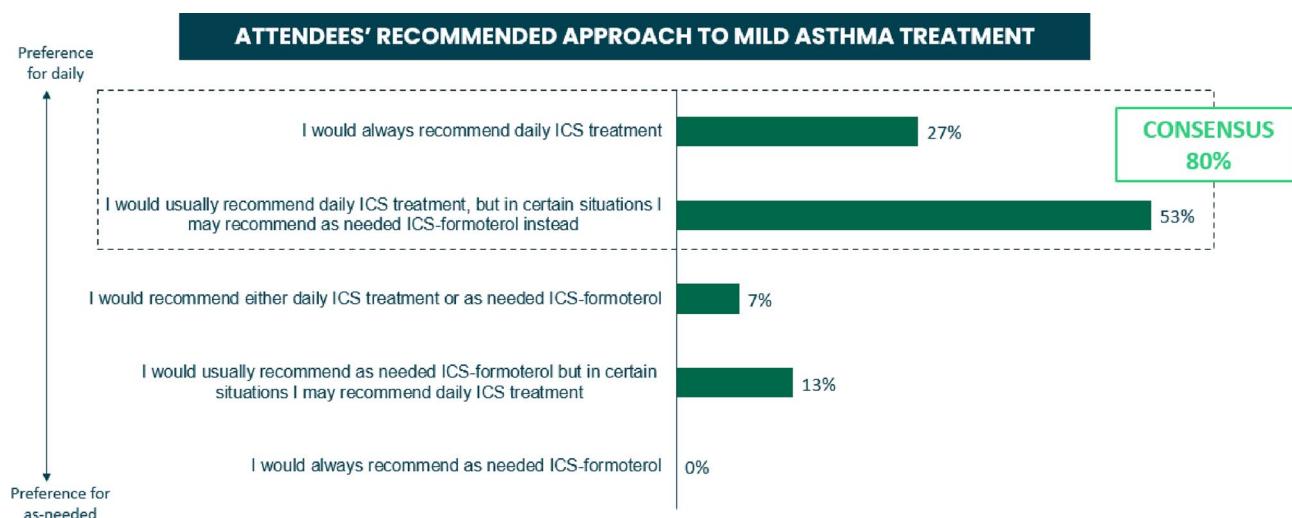 ATTENDEES’ RECOMMENDED APPROACH TO MILD ASTHMA TREATMENT
Preference
for daily
I would always recommend daily ICS treatment
27%
CONSENSUS
80%
I would usually recommend daily ICS treatment, but in certain situations I
may recommend as needed ICS-formoterol instead
53%
I would recommend either daily ICS treatment or as needed ICS-formoterol
7%
I would usually recommend as needed ICS-formoterol but in certain
situations I may recommend daily ICS treatment
13%
I would always recommend as needed ICS-formoterol
0%
Preference for
as-needed